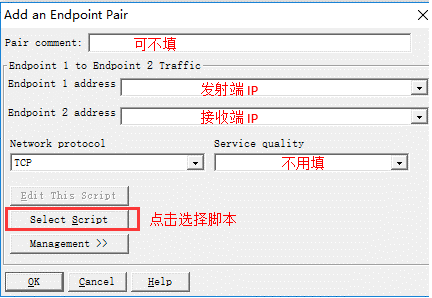 Add an Endpoint Pair
Pair comment: 可不填
Endpoint 1 to Endpoint 2 Traffic
Endpoint 1 address 发射端 IP
Endpoint 2 address 接收端 IP
Network protocol Service quality
TCP 不用填
Edit This Script
Select Script 点击选择脚本
Management >>
OK Cancel Help